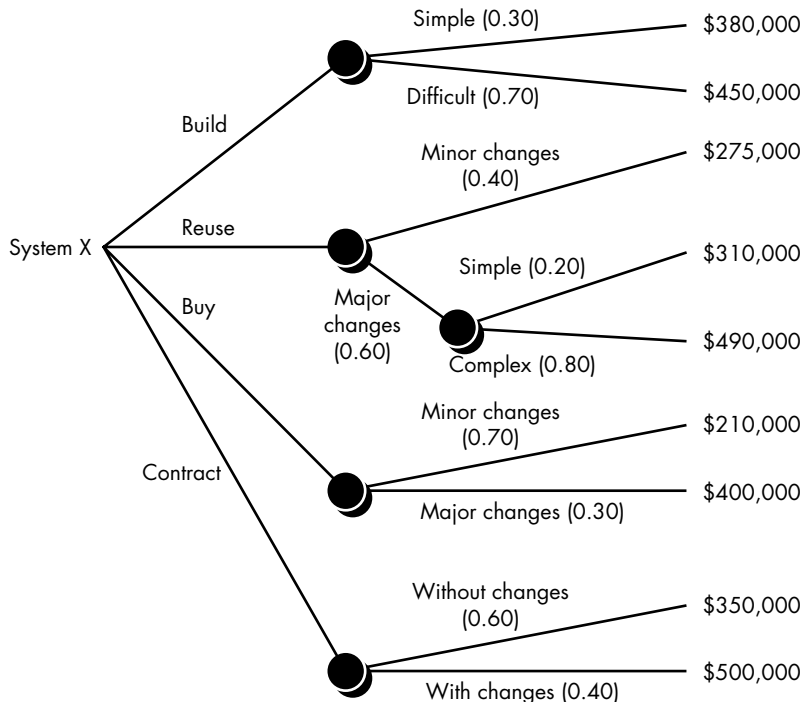 Simple (0.30)
$380,000
Difficult (0.70)
$450,000
Build
Minor changes
(0.40)
$275,000
System X
Reuse
Simple (0.20)
$310,000
Major
changes
(0.60)
Buy
$490,000
Complex (0.80)
Minor changes
(0.70)
$210,000
Contract
$400,000
Major changes (0.30)
Without changes
(0.60)
$350,000
$500,000
With changes (0.40)